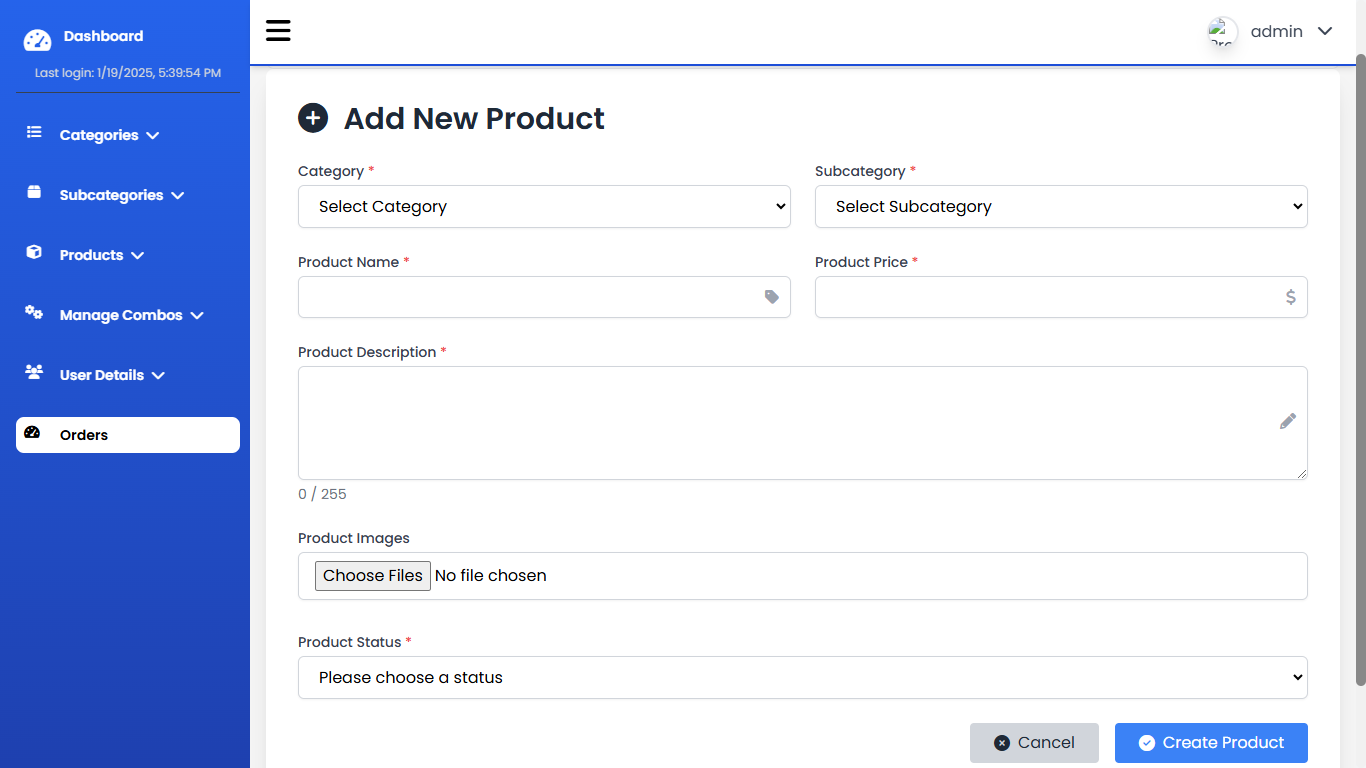 Dashboard
Last login: 1/19/2025, 5:39:54 PM
Categories
Subcategories
Products
Manage Combos
User Details
Orders
admin
Add New Product
Category *
Subcategory *
Select Category
Select Subcategory
Product Name *
Product Price *
$
Product Description *
0 / 255
Product Images
Choose Files No file chosen
Product Status *
Please choose a status
Cancel
Create Product